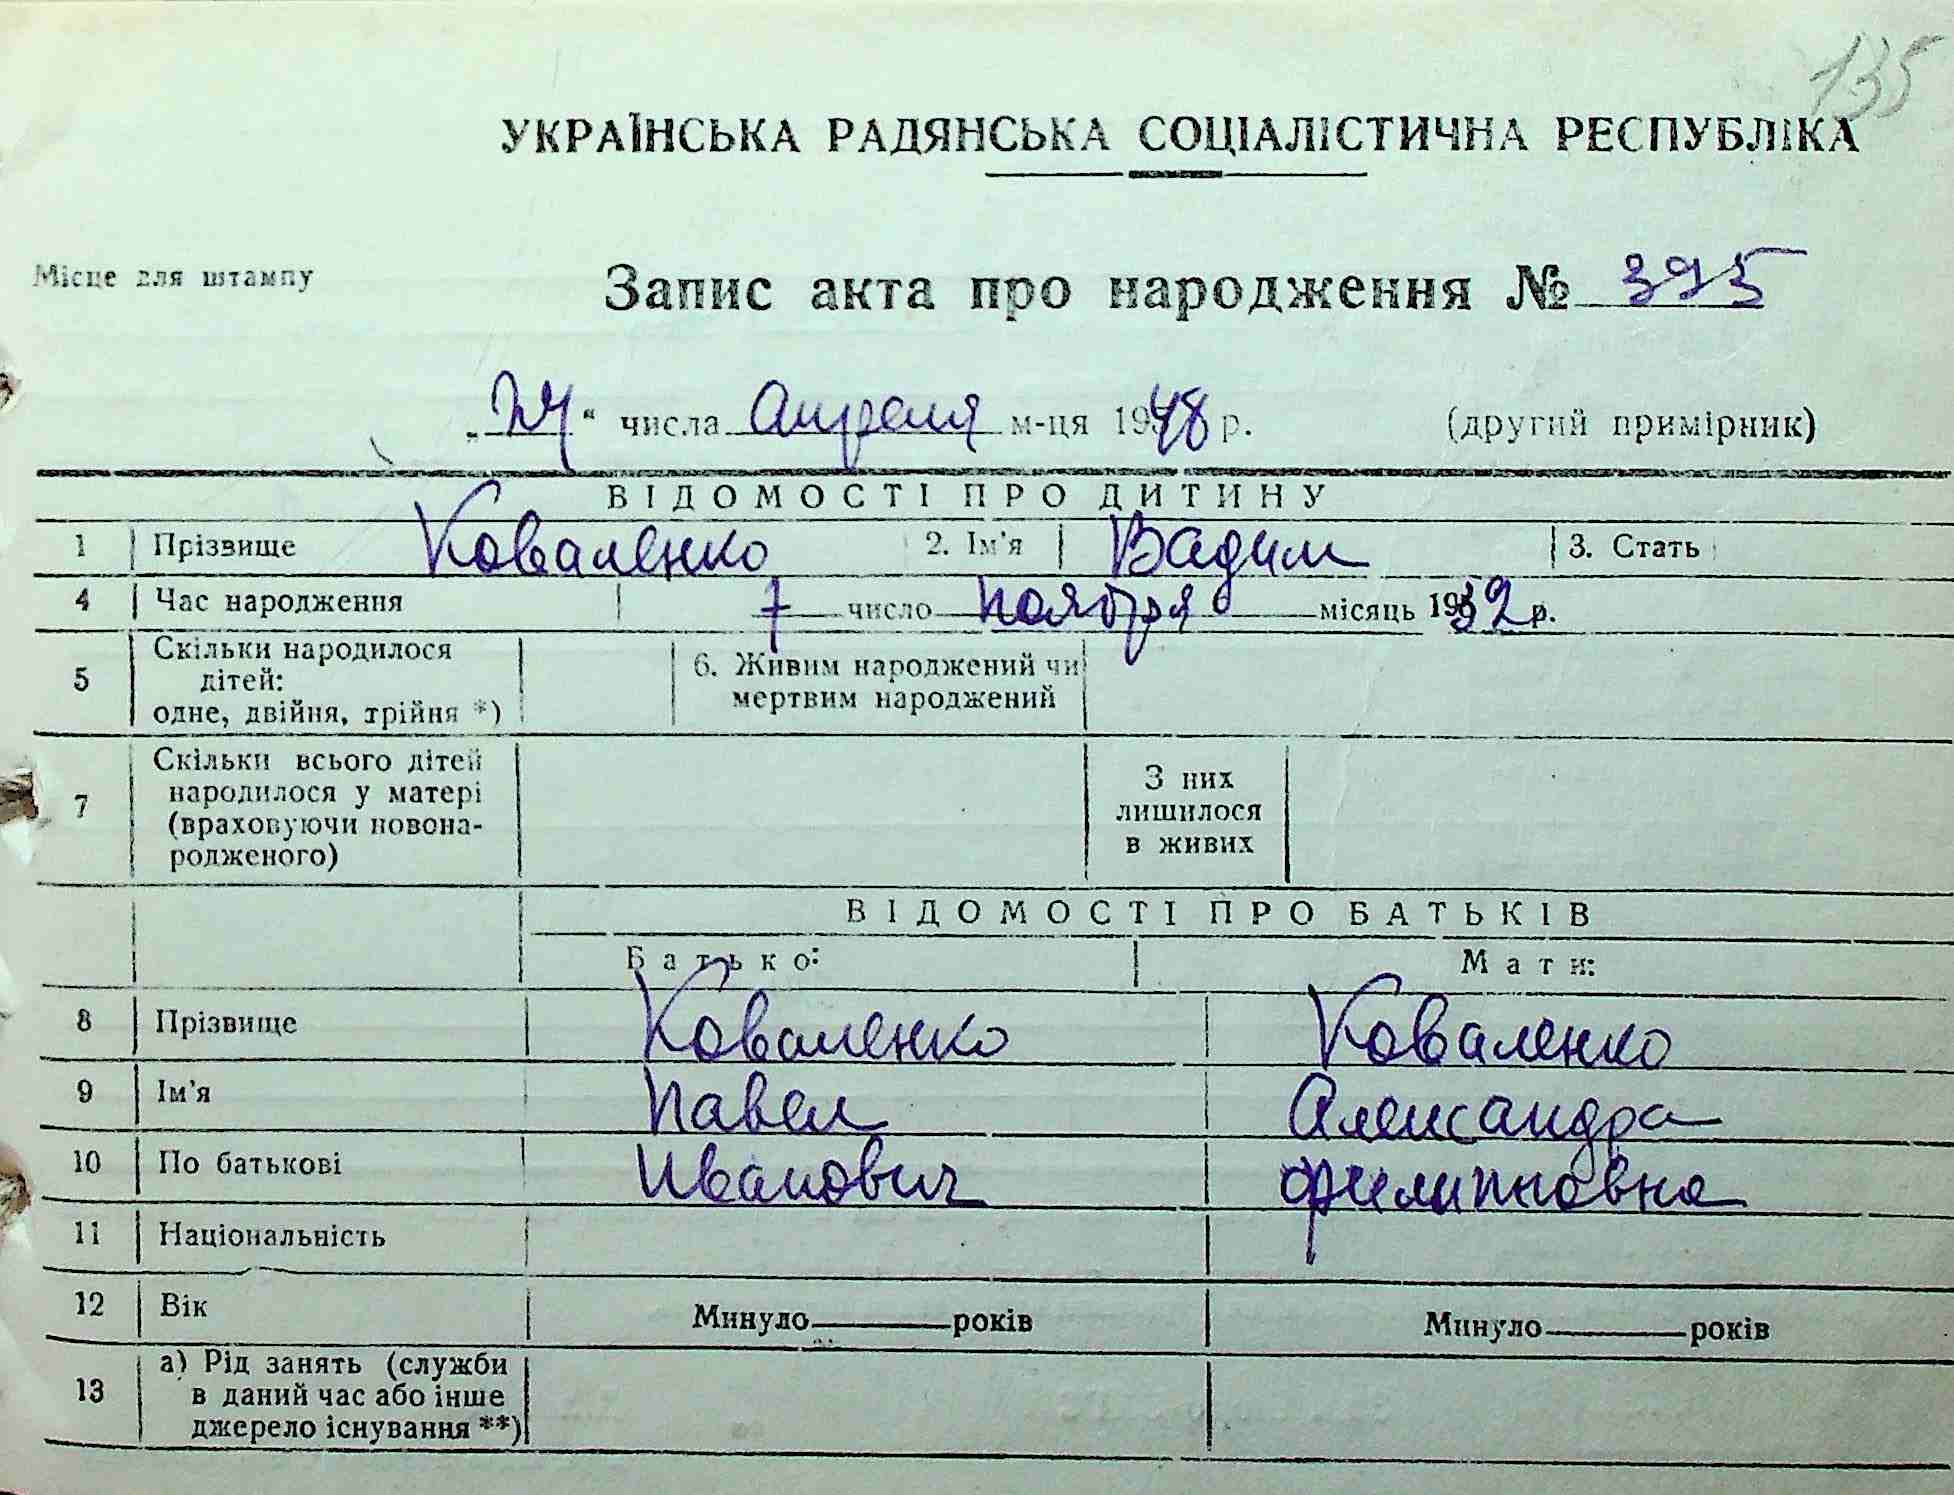 135
УКРАЇНСЬКА РАДЯНСЬКА СОЦІАЛІСТИЧНА РЕСПУБЛІКА
Місце для штампу
Запис акта про народження № 395
„24“ числа Апреля м-ця 1948 р. (другий примірник)
ВІДОМОСТІ ПРО ДИТИНУ
1 Прізвище Коваленко 2. Ім'я Вадим 3. Стать
4 Час народження 7 число ноября місяць 1932 р.
5 Скільки народилося дітей: одне, двійня, трійня *) 6. Живим народжений чи мертвим народжений
7 Скільки всього дітей народилося у матері (враховуючи новонародженого) З них лишилося в живих
ВІДОМОСТІ ПРО БАТЬКІВ
Батько: Мати:
8 Прізвище Коваленко Коваленко
9 Ім'я Павел Александра
10 По батькові Иванович Филипповна
11 Національність
12 Вік Минуло років Минуло років
13 а) Рід занять (служби в даний час або інше джерело існування **)